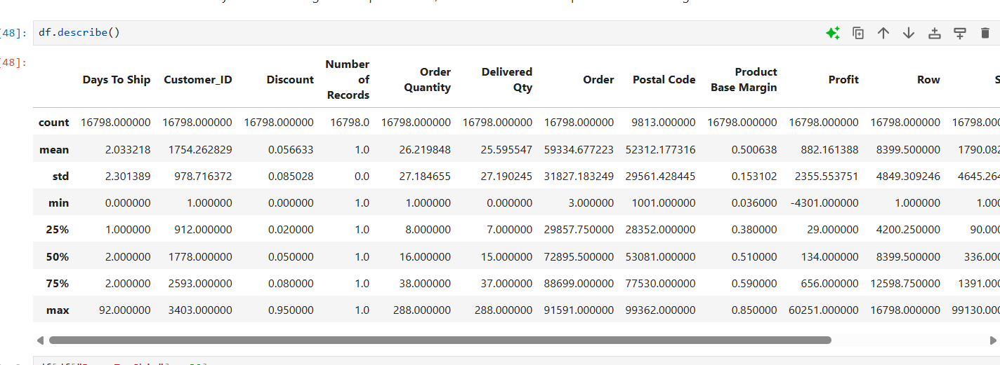 [48]: df.describe()
[48]:
Days To Ship Customer_ID Discount Number of Records Order Quantity Delivered Qty Order Postal Code Product Base Margin Profit Row
count 16798.000000 16798.000000 16798.000000 16798.0 16798.000000 16798.000000 16798.000000 9813.000000 16798.000000 16798.000000 16798.000000 16798.000
mean 2.033218 1754.262829 0.056633 1.0 26.219848 25.595547 59334.677223 52312.177316 0.500638 882.161388 8399.500000 1790.082
std 2.301389 978.716372 0.085028 0.0 27.184655 27.190245 31827.183249 29561.428445 0.153102 2355.553751 4849.309246 4645.264
min 0.000000 1.000000 0.000000 1.0 1.000000 0.000000 3.000000 1001.000000 0.036000 -4301.000000 1.000000 1.000
25% 1.000000 912.000000 0.020000 1.0 8.000000 7.000000 29857.750000 28352.000000 0.380000 29.000000 4200.250000 90.000
50% 2.000000 1778.000000 0.050000 1.0 16.000000 15.000000 72895.500000 53081.000000 0.510000 134.000000 8399.500000 336.000
75% 2.000000 2593.000000 0.080000 1.0 38.000000 37.000000 88699.000000 77530.000000 0.590000 656.000000 12598.750000 1391.000
max 92.000000 3403.000000 0.950000 1.0 288.000000 288.000000 91591.000000 99362.000000 0.850000 60251.000000 16798.000000 99130.000